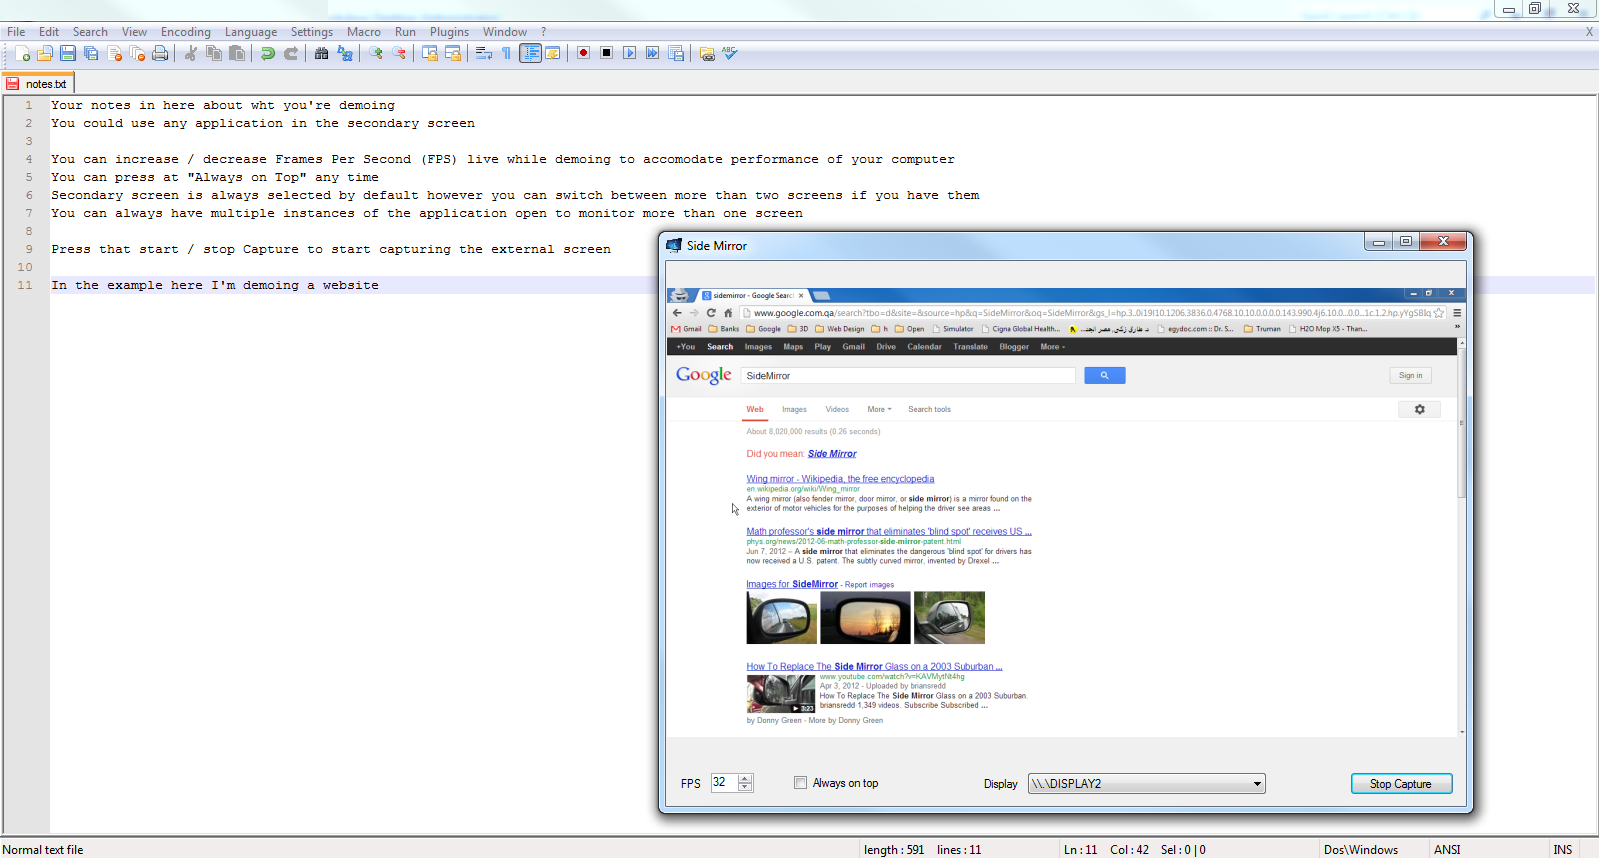 File Edit Search View Encoding Language Settings Macro Run Plugins Window ? X
notes.txt
1 Your notes in here about wht you're demoing
2 You could use any application in the secondary screen
3
4 You can increase / decrease Frames Per Second (FPS) live while demoing to accomodate performance of your computer
5 You can press at "Always on Top" any time
6 Secondary screen is always selected by default however you can switch between more than two screens if you have them
7 You can always have multiple instances of the application open to monitor more than one screen
8
9 Press that start / stop Capture to start capturing the external screen
10
11 In the example here I'm demoing a website
Side Mirror
sidemirror - Google Searc
www.google.com.qa/search?tbo=d&site=&source=hp&q=SideMirror&oq=SideMirror&gs_l=hp.3..0i19l10.1206.3836.0.4768.10.10.0.0.0.0.143.990.4j6.10.0...0.0...1c.1.2.hp.yYgSBIq
Gmail Banks Google 3D Web Design h Open Simulator Cigna Global Health... egydoc.com :: Dr. S... Truman H2O Mop X5 - Than... »
+You Search Images Maps Play Gmail Drive Calendar Translate Blogger More
Google SideMirror Sign in
Web Images Videos More Search tools
About 8,020,000 results (0.26 seconds)
Did you mean: Side Mirror
Wing mirror - Wikipedia, the free encyclopedia
en.wikipedia.org/wiki/Wing_mirror
A wing mirror (also fender mirror, door mirror, or side mirror) is a mirror found on the
exterior of motor vehicles for the purposes of helping the driver see areas ...
Math professor's side mirror that eliminates 'blind spot' receives US ...
phys.org/news/2012-06-math-professor-side-mirror-patent.html
Jun 7, 2012 – A side mirror that eliminates the dangerous 'blind spot' for drivers has
now received a U.S. patent. The subtly curved mirror, invented by Drexel ...
Images for SideMirror - Report images
How To Replace The Side Mirror Glass on a 2003 Suburban ...
www.youtube.com/watch?v=KAVMytNt4hg
Apr 3, 2012 - Uploaded by briansredd
How To Replace The Side Mirror Glass on a 2003 Suburban.
briansredd 1,349 videos. Subscribe Subscribed ...
3:23
by Donny Green - More by Donny Green
FPS 32 Always on top Display \\.\DISPLAY2 Stop Capture
Normal text file length : 591 lines : 11 Ln : 11 Col : 42 Sel : 0 | 0 Dos\Windows ANSI INS